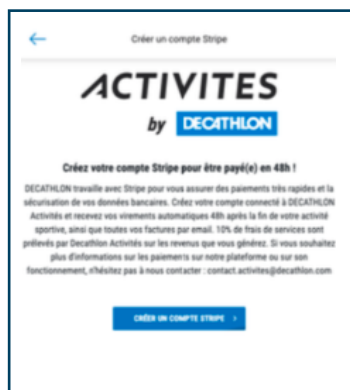 Créer un compte Stripe
ACTIVITES
by DECATHLON
Créez votre compte Stripe pour être payé(e) en 48h !
DECATHLON travaille avec Stripe pour vous assurer des paiements très rapides et la
sécurisation de vos données bancaires. Créez votre compte connecté à DECATHLON
Activités et recevez vos virements automatiques 48h après la fin de votre activité
sportive, ainsi que toutes vos factures par email. 10% de frais de services sont
prélevés par Decathlon Activités sur les revenus que vous générez. Si vous souhaitez
plus d'informations sur les paiements sur notre plateforme ou sur son
fonctionnement, n'hésitez pas à nous contacter : contact.activites@decathlon.com
CRÉER UN COMPTE STRIPE >